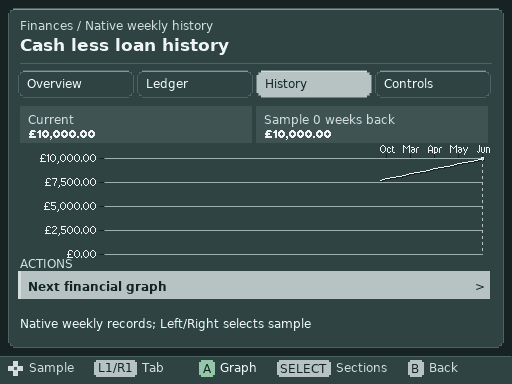 Finances / Native weekly history
Cash less loan history
Overview
Ledger
History
Controls
Current
£10,000.00
Sample 0 weeks back
£10,000.00
Oct Mar Apr May Jun
£10,000.00
£7,500.00
£5,000.00
£2,500.00
£0.00
ACTIONS
Next financial graph >
Native weekly records; Left/Right selects sample
Sample L1/R1 Tab A Graph SELECT Sections B Back